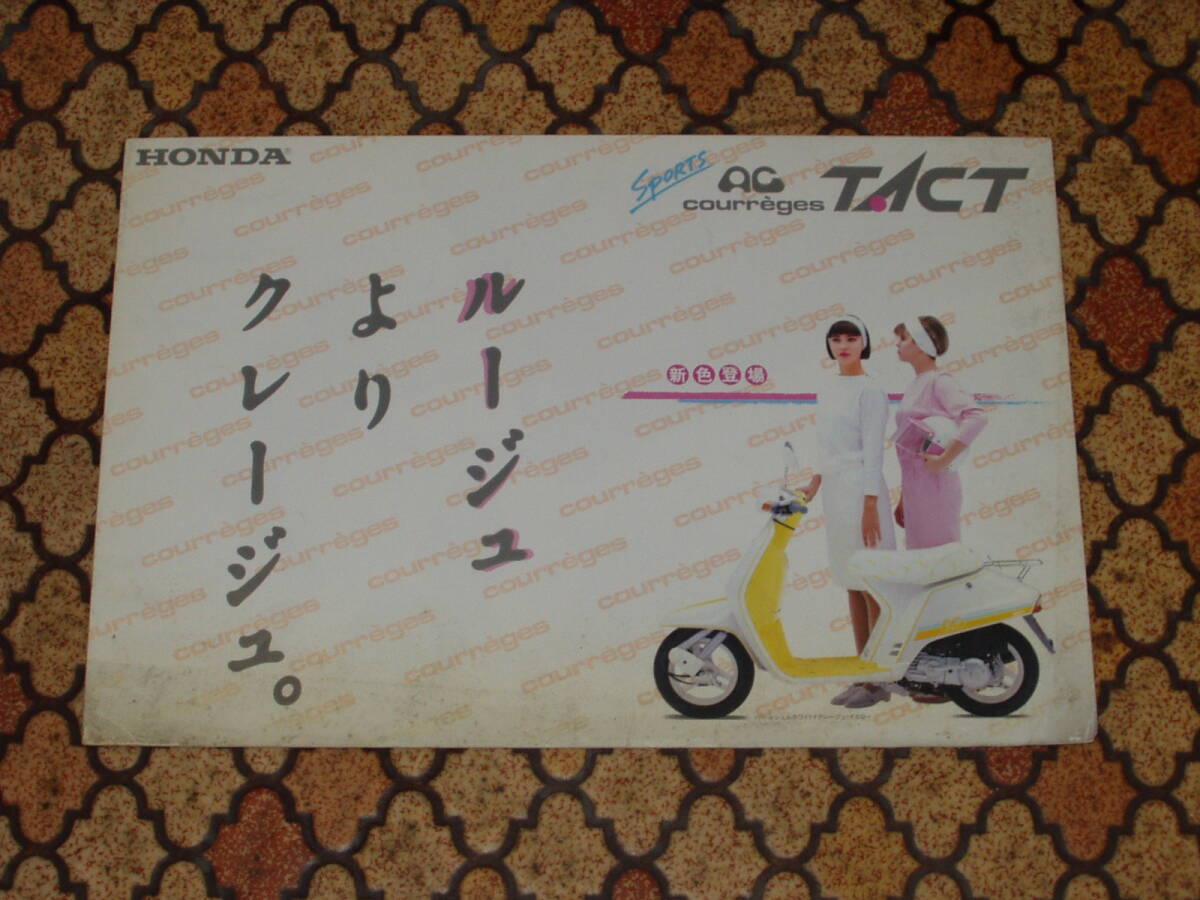 HONDA
SPORTS
AC
courrèges TACT
ルージュ
より
クレージュ。
新色登場
courrèges